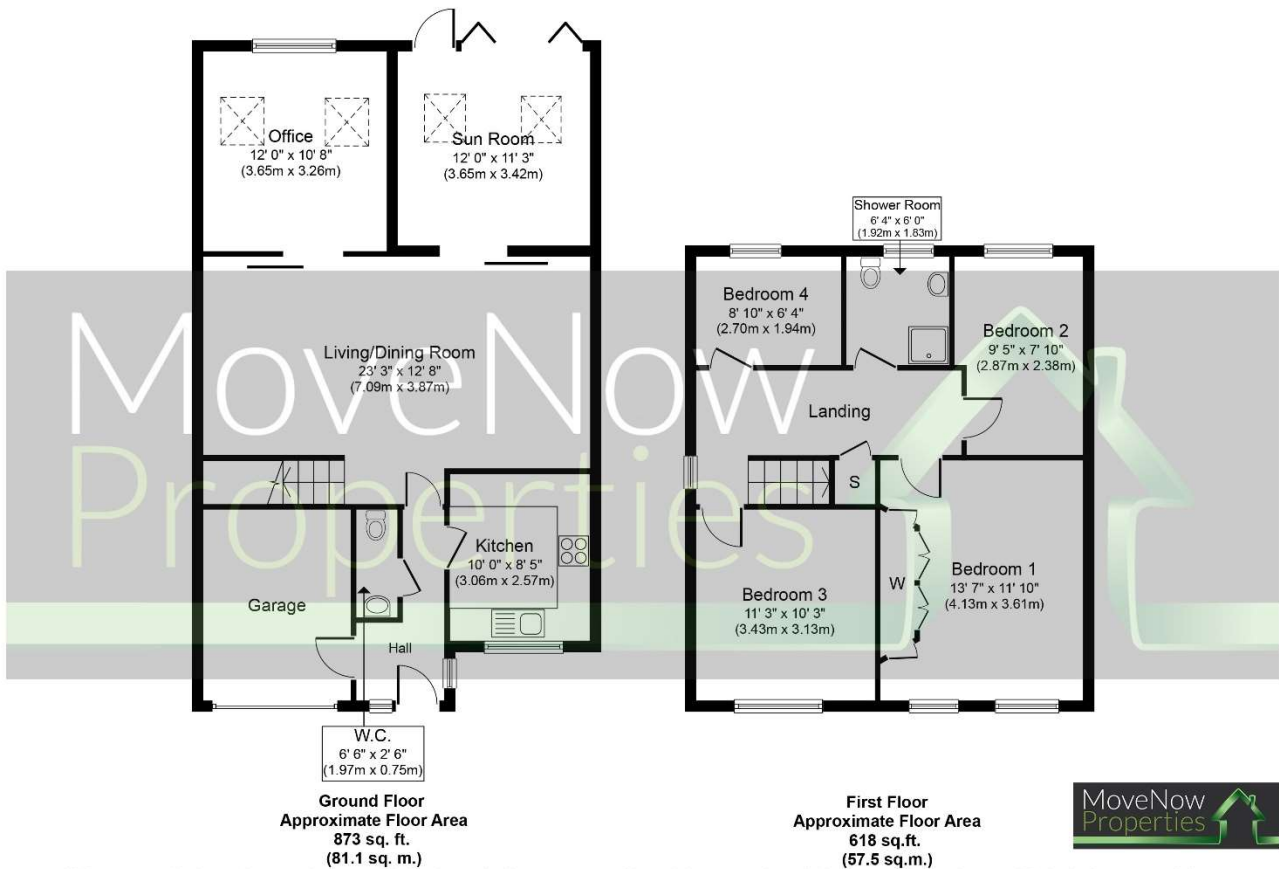 Office
12' 0" x 10' 8"
(3.65m x 3.26m)
Sun Room
12' 0" x 11' 3"
(3.65m x 3.42m)
Living/Dining Room
23' 3" x 12' 8"
(7.09m x 3.87m)
Kitchen
10' 0" x 8' 5"
(3.06m x 2.57m)
Garage
Hall
W.C.
6' 6" x 2' 6"
(1.97m x 0.75m)
Ground Floor
Approximate Floor Area
873 sq. ft.
(81.1 sq. m.)
Shower Room
6' 4" x 6' 0"
(1.92m x 1.83m)
Bedroom 4
8' 10" x 6' 4"
(2.70m x 1.94m)
Bedroom 2
9' 5" x 7' 10"
(2.87m x 2.38m)
Landing
S
W
Bedroom 1
13' 7" x 11' 10"
(4.13m x 3.61m)
Bedroom 3
11' 3" x 10' 3"
(3.43m x 3.13m)
First Floor
Approximate Floor Area
618 sq.ft.
(57.5 sq.m.)
MoveNow
Properties
MoveNow
Properties